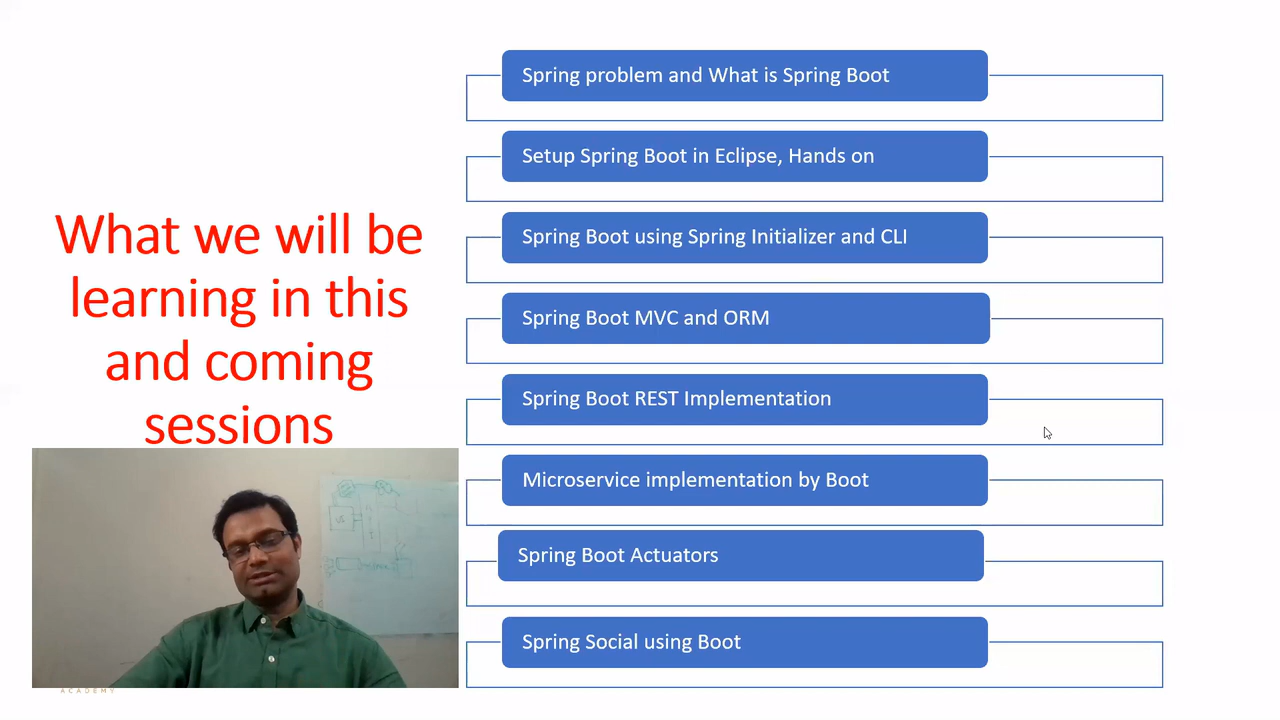 What we will be
learning in this
and coming
sessions
Spring problem and What is Spring Boot
Setup Spring Boot in Eclipse, Hands on
Spring Boot using Spring Initializer and CLI
Spring Boot MVC and ORM
Spring Boot REST Implementation
Microservice implementation by Boot
Spring Boot Actuators
Spring Social using Boot
ACADEMY